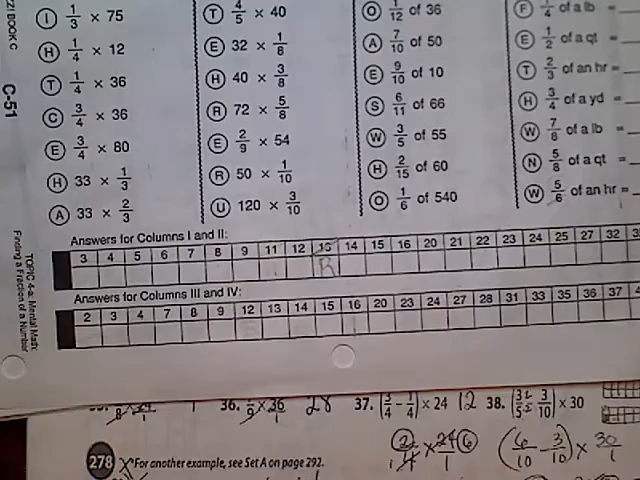 ZZ! BOOK C
C-51
TOPIC 4-a: Mental Math:
Finding a Fraction of a Number
I 1/3 × 75
H 1/4 × 12
T 1/4 × 36
C 3/4 × 36
E 3/4 × 80
H 33 × 1/3
A 33 × 2/3
T 4/5 × 40
E 32 × 1/8
H 40 × 3/8
R 72 × 5/8
E 2/9 × 54
R 50 × 1/10
U 120 × 3/10
O 1/12 of 36
A 7/10 of 50
E 9/10 of 10
S 6/11 of 66
W 3/5 of 55
H 2/15 of 60
O 1/6 of 540
F 1/4 of a lb =
E 1/2 of a qt =
T 2/3 of an hr =
H 3/4 of a yd =
W 7/8 of a lb =
N 5/8 of a qt =
W 5/6 of an hr =
Answers for Columns I and II:
3 4 5 6 7 8 9 11 12 13 14 15 16 20 21 22 23 24 25 27 32
R
Answers for Columns III and IV:
2 3 4 7 8 9 12 13 14 15 16 20 23 24 27 28 31 33 35 36 37
36. 28 37. (3/4 - 1/4) × 24 12 38. (3/5 - 3/10) × 30
278 For another example, see Set A on page 292.
(6/10 - 3/10) × 30/1